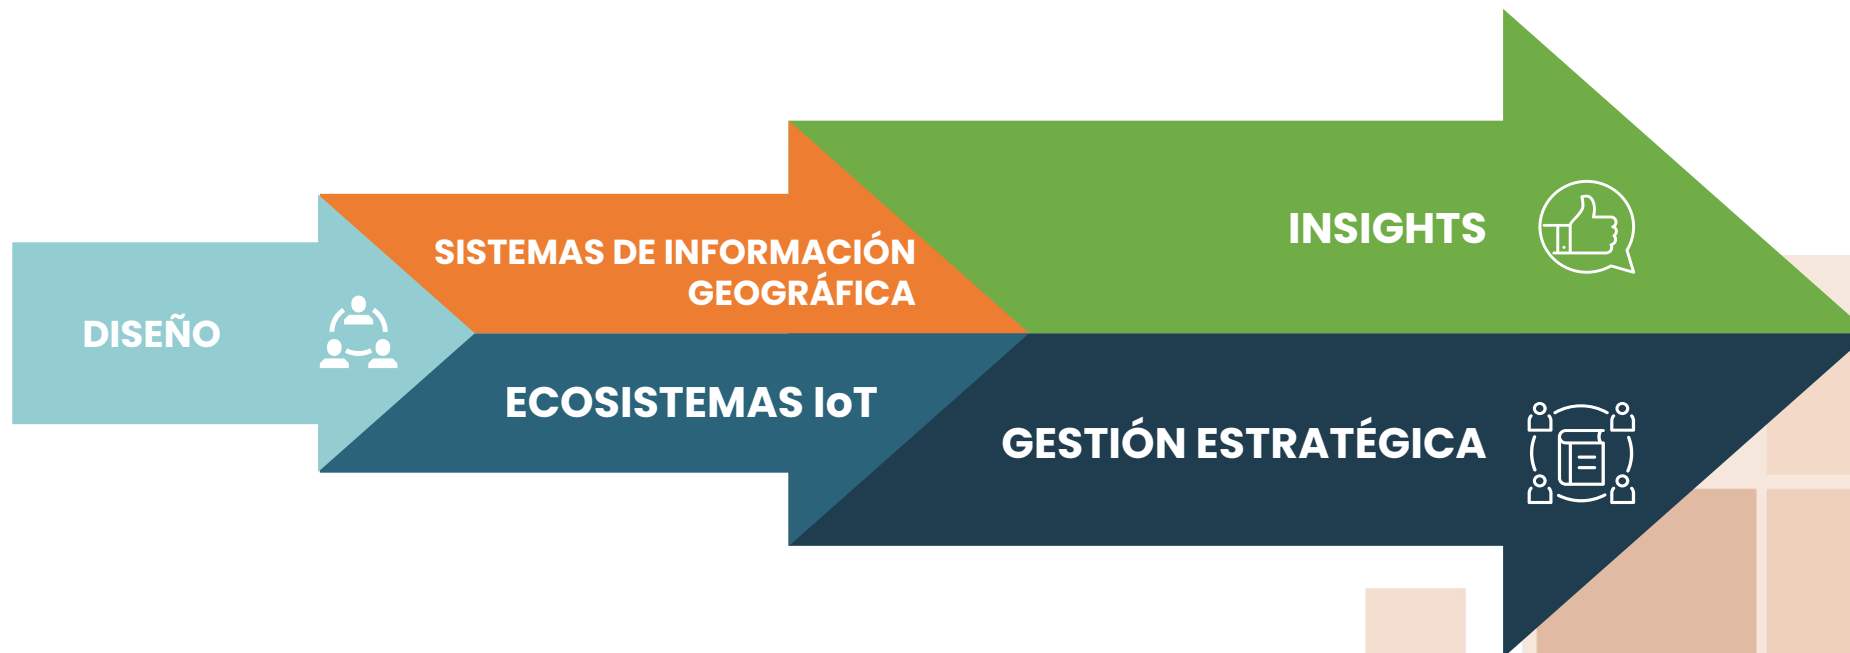 DISEÑO
SISTEMAS DE INFORMACIÓN
GEOGRÁFICA
ECOSISTEMAS IoT
INSIGHTS
GESTIÓN ESTRATÉGICA